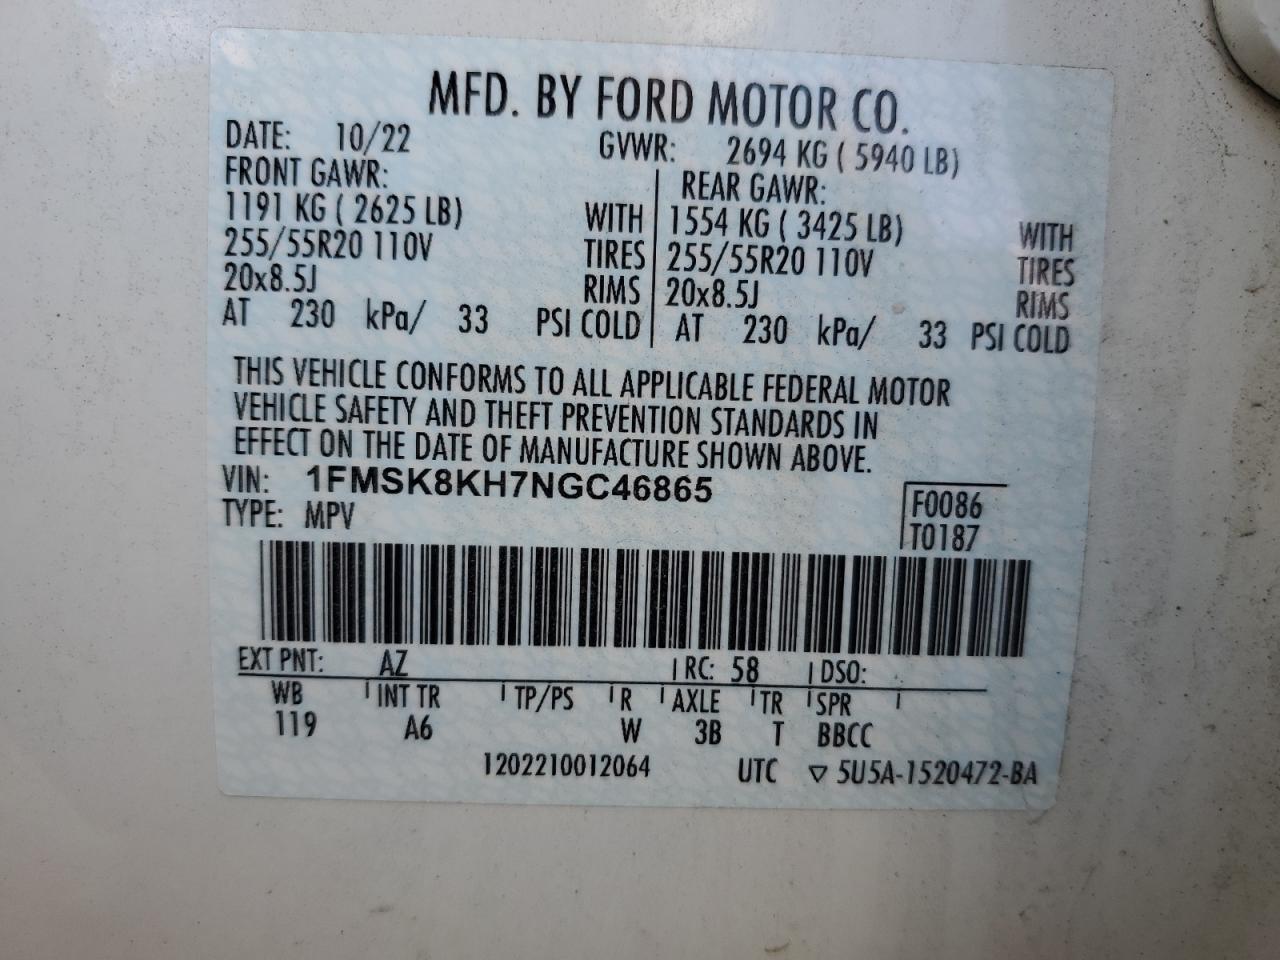 MFD. BY FORD MOTOR CO.
DATE: 10/22 GVWR: 2694 KG ( 5940 LB)
FRONT GAWR: REAR GAWR:
1191 KG ( 2625 LB) WITH 1554 KG ( 3425 LB) WITH
255/55R20 110V TIRES 255/55R20 110V TIRES
20x8.5J RIMS 20x8.5J RIMS
AT 230 kPa/ 33 PSI COLD AT 230 kPa/ 33 PSI COLD
THIS VEHICLE CONFORMS TO ALL APPLICABLE FEDERAL MOTOR
VEHICLE SAFETY AND THEFT PREVENTION STANDARDS IN
EFFECT ON THE DATE OF MANUFACTURE SHOWN ABOVE.
VIN: 1FMSK8KH7NGC46865 F0086
TYPE: MPV T0187
EXT PNT: AZ RC: 58 DSO:
WB INT TR TP/PS R AXLE TR SPR
119 A6 W 3B T BBCC
1202210012064 UTC ▽ 5U5A-1520472-BA